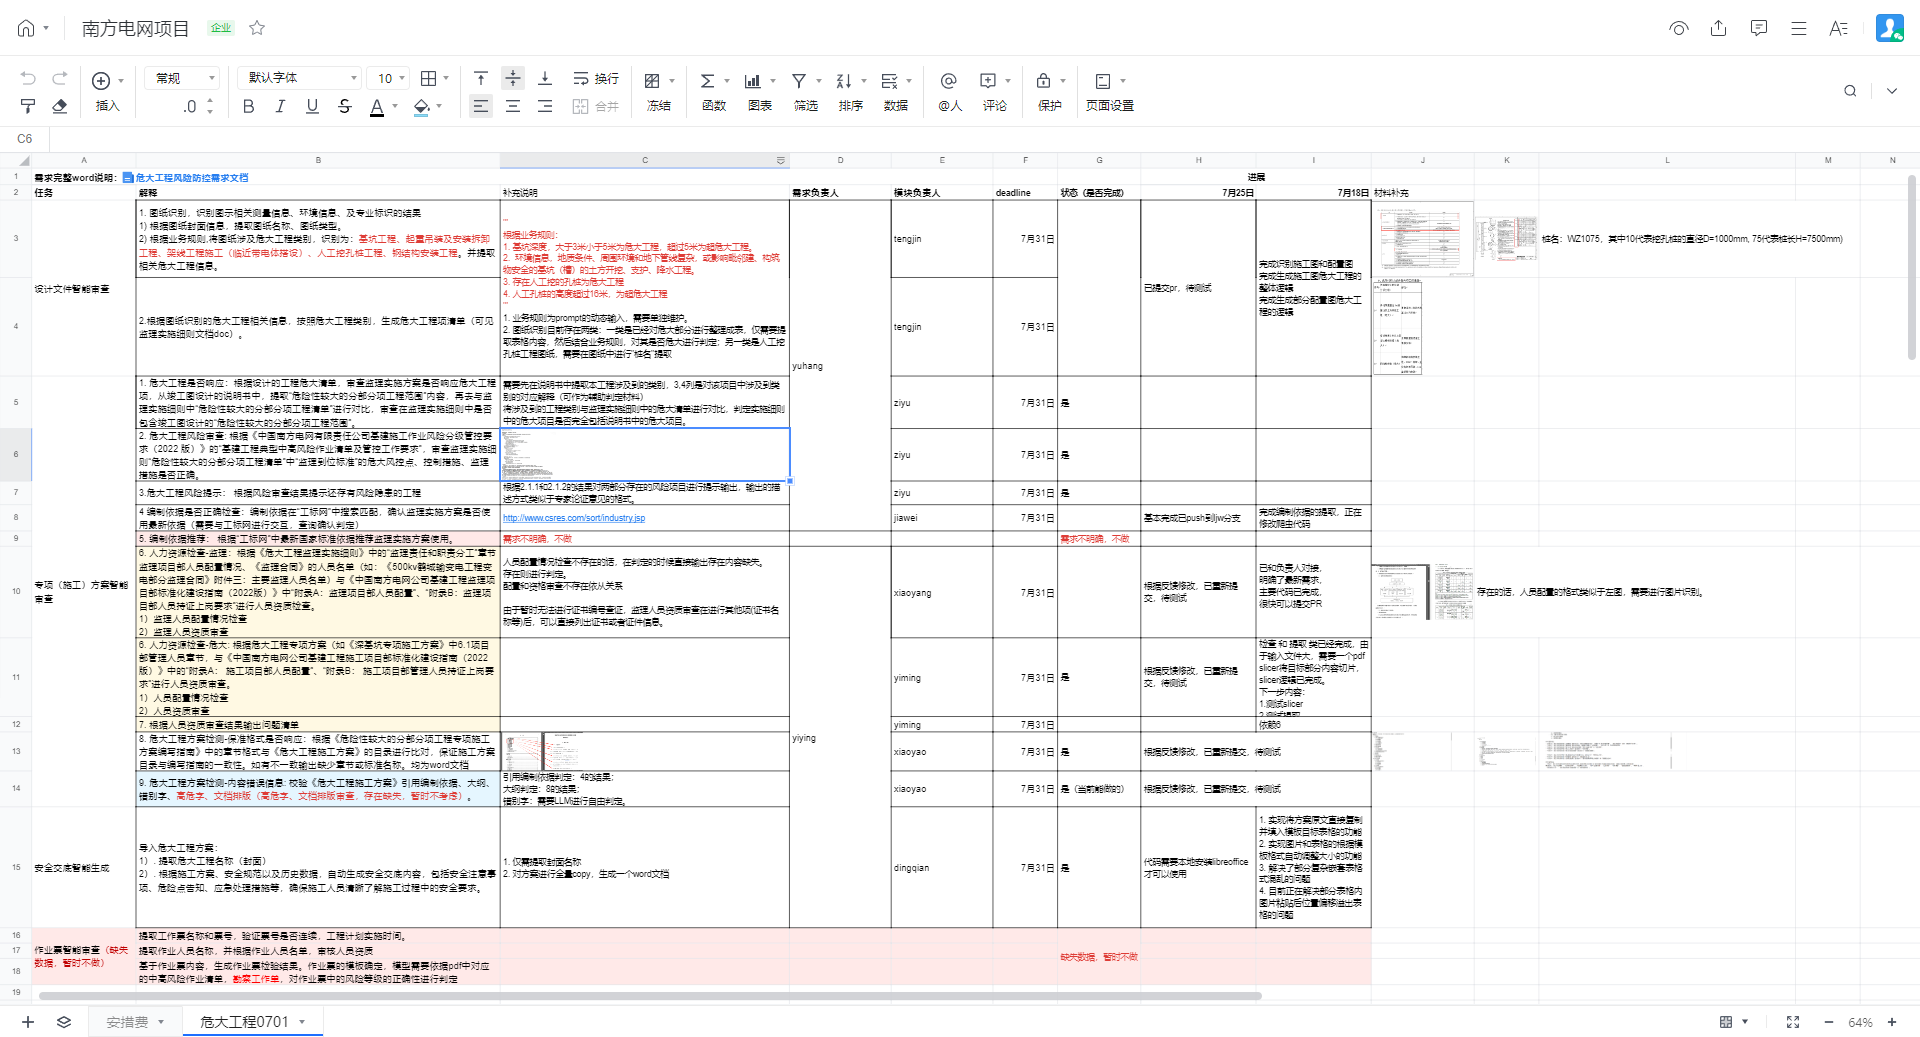 南方电网项目 企业
常规 默认字体 10 换行
插入 .0 B I U S A 合并 冻结 函数 图表 筛选 排序 数据 @人 评论 保护 页面设置
C6
A B C D E F G H I J K L M N
1 需求完整word说明： 危大工程风险防控需求文档 进展
2 任务 解释 补充说明 需求负责人 模块负责人 deadline 状态（是否完成） 7月25日 7月18日 材料补充
3
设计文件智能审查
1. 图纸识别，识别图示相关测量信息、环境信息、及专业标识的结果
1) 根据图纸封面信息，提取图纸名称、图纸类型。
2) 根据业务规则,将图纸涉及危大工程类别，识别为：基坑工程、起重吊装及安装拆卸
工程、架线工程施工（临近带电体搭设）、人工挖孔桩工程、钢结构安装工程。并提取
相关危大工程信息。
'''
根据业务规则：
1. 基坑深度，大于3米小于5米为危大工程，超过5米为超危大工程。
2. 环境信息、地质条件、周围环境和地下管线复杂，或影响毗邻建、构筑
物安全的基坑（槽）的土方开挖、支护、降水工程。
3. 存在人工挖的孔桩为危大工程
4. 人工孔桩的高度超过16米，为超危大工程
'''
1. 业务规则为prompt的动态输入，需要单独维护。
2. 图纸识别目前存在两类：一类是已经对危大部分进行整理成表，仅需要提
取表格内容，然后结合业务规则，对其是否危大进行判定；另一类是人工挖
孔桩工程图纸，需要在图纸中进行“桩名”提取
yuhang
tengjin 7月31日
已提交pr，待测试
完成识别施工图和配置图
完成生成施工图危大工程的
整体逻辑
完成生成部分配置图危大工
程的逻辑
桩名：WZ1075，其中10代表挖孔桩的直径D=1000mm, 75代表桩长H=7500mm)
4
2.根据图纸识别的危大工程相关信息，按照危大工程类别，生成危大工程项清单（可见
监理实施细则文档doc）。
tengjin 7月31日
5
专项（施工）方案智能
审查
1. 危大工程是否响应：根据设计的工程危大清单，审查监理实施方案是否响应危大工程
项，从竣工图设计的说明书中，提取“危险性较大的分部分项工程范围”内容，再去与监
理实施细则中“危险性较大的分部分项工程清单”进行对比，审查在监理实施细则中是否
包含竣工图设计的“危险性较大的分部分项工程范围”。
需要先在说明书中提取本工程涉及到的类别，3,4列是对该项目中涉及到类
别的对应解释（可作为辅助判定材料）
将涉及到的工程类别与监理实施细则中的危大清单进行对比，判定实施细则
中的危大项目是否完全包括说明书中的危大项目。
ziyu 7月31日 是
6
2. 危大工程风险审查: 根据《中国南方电网有限责任公司基建施工作业风险分级管控要
求（2022 版）》的“基建工程典型中高风险作业清单及管控工作要求”，审查监理实施细
则“危险性较大的分部分项工程清单”中“监理到位标准”的危大风控点、控制措施、监理
措施是否正确。
ziyu 7月31日 是
7
3.危大工程风险提示：  根据风险审查结果提示还存有风险隐患的工程
根据2.1.1和2.1.2的结果对两部分存在的风险项目进行提示输出，输出的描
述方式类似于专家论证意见的格式。
ziyu 7月31日 是
8
4 编制依据是否正确检查：编制依据在“工标网”中搜索匹配，确认监理实施方案是否使
用最新依据（需要与工标网进行交互，查询确认判定）
http://www.csres.com/sort/industry.jsp
jiawei 7月31日
基本完成已push到jw分支
完成编制依据的提取，正在
修改爬虫代码
9
5. 编制依据推荐： 根据“工标网”中最新国家标准依据推荐监理实施方案使用。
需求不明确，不做
需求不明确，不做
10
6. 人力资源检查-监理：根据《危大工程监理实施细则》中的“监理责任和职责分工”章节
监理项目部人员配置情况、《监理合同》的人员名单（如：《500kv鹤城输变电工程变
电部分监理合同》附件三：主要监理人员名单）与《中国南方电网公司基建工程监理项
目部标准化建设指南（2022版）》中“附录A：监理项目部人员配置”、“附录B：监理项
目部人员持证上岗要求”进行人员资质检查。
1）监理人员配置情况检查
2）监理人员资质审查
人员配置情况检查不存在的话，在判定的时候直接输出存在内容缺失。
存在则进行判定。
配置和资格审查不存在依从关系
由于暂时无法进行证书编号查证，监理人员资质审查在进行其他项(证书名
称等)后，可以直接列出证书或者证件信息。
yiying
xiaoyang 7月31日
根据反馈修改，已重新提
交，待测试
已和负责人对接，
明确了最新需求，
主要代码已完成，
很快可以提交PR
存在的话，人员配置的格式类似于左图，需要进行图片识别。
11
6. 人力资源检查-危大: 根据危大工程专项方案（如《深基坑专项施工方案》中6.1项目
部管理人员章节，与《中国南方电网公司基建工程施工项目部标准化建设指南（2022
版）》中的“附录A： 施工项目部人员配置”、“附录B： 施工项目部管理人员持证上岗要
求”进行人员资质审查。
1）人员配置情况检查
2）人员资质审查
yiming 7月31日 是
根据反馈修改，已重新提
交，待测试
检查 和 提取 类已经完成，由
于输入文件大，需要一个pdf
slicer将目标部分内容切片，
slicer逻辑已完成。
下一步内容：
1.测试slicer
12
7. 根据人员资质审查结果输出问题清单
yiming 7月31日 依赖6
13
8. 危大工程方案检测-保准格式是否响应：根据《危险性较大的分部分项工程专项施工
方案编写指南》中的章节格式与《危大工程施工方案》的目录进行比对，保证施工方案
目录与编写指南的一致性。如有不一致输出缺少章节或标准名称。均为word文档
xiaoyao 7月31日 是
根据反馈修改，已重新提交，待测试
14
9. 危大工程方案检测-内容错误信息: 校验《危大工程施工方案》引用编制依据、大纲、
错别字、高危字、文档排版（高危字、文档排版审查，存在缺失，暂时不考虑）。
引用编制依据判定：4的结果；
大纲判定：8的结果；
错别字：需要LLM进行自由判定。
xiaoyao 7月31日 是（当前能做的）
根据反馈修改，已重新提交，待测试
15
安全交底智能生成
导入危大工程方案：
1）. 提取危大工程名称（封面）
2）. 根据施工方案、安全规范以及历史数据，自动生成安全交底内容，包括安全注意事
项、危险点告知、应急处理措施等，确保施工人员清晰了解施工过程中的安全要求。
1. 仅需提取封面名称
2. 对方案进行全量copy，生成一个word文档
dingqian 7月31日 是
代码需要本地安装libreoffice
才可以使用
1. 实现将方案原文直接复制
并填入模板目标表格的功能
2. 实现图片和表格的根据模
板格式自动调整大小的功能
3. 解决了部分复杂嵌套表格
格式混乱的问题
4. 目前正在解决部分表格内
图片粘贴后位置偏移溢出表
格的问题
16 提取工作票名称和票号，验证票号是否连续，工程计划实施时间。
作业票智能审查（缺失
数据，暂时不做）
17 提取作业人员名称，并根据作业人员名单，审核人员资质
缺失数据，暂时不做
18 基于作业票内容，生成作业票检验结果。作业票的模板确定，模型需要依据pdf中对应
的中高风险作业清单，勘察工作单，对作业票中的风险等级的正确性进行判定
19
安措费 危大工程0701 64%